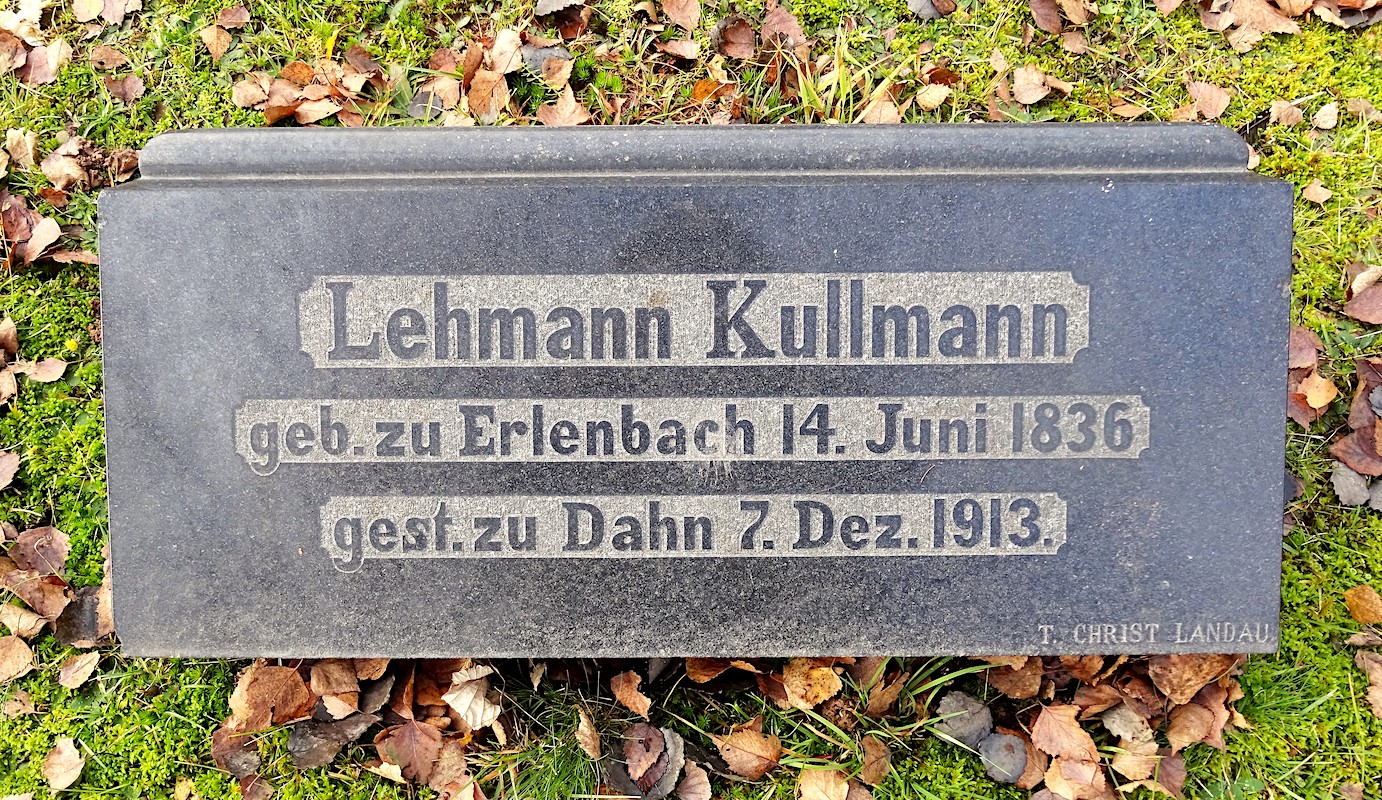 Lehmann Kullmann
geb. zu Erlenbach 14. Juni 1836
gest. zu Dahn 7. Dez. 1913.
T. CHRIST LANDAU